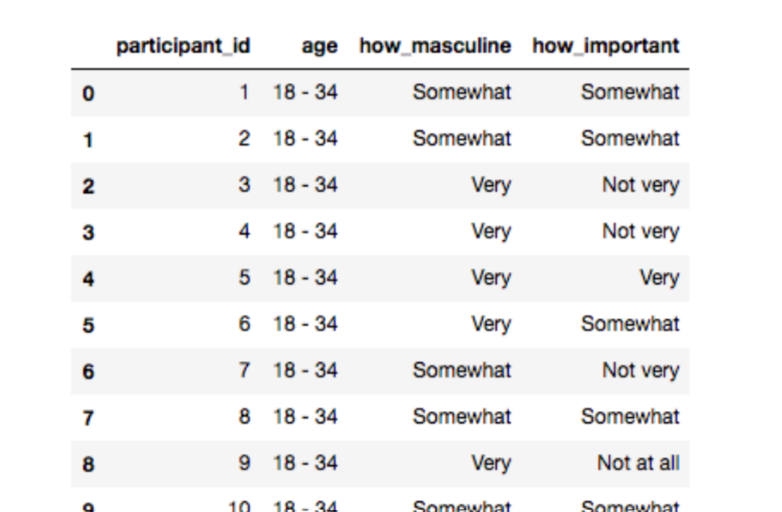 participant_id age how_masculine how_important
0 1 18 - 34 Somewhat Somewhat
1 2 18 - 34 Somewhat Somewhat
2 3 18 - 34 Very Not very
3 4 18 - 34 Very Not very
4 5 18 - 34 Very Very
5 6 18 - 34 Very Somewhat
6 7 18 - 34 Somewhat Not very
7 8 18 - 34 Somewhat Somewhat
8 9 18 - 34 Very Not at all
9 10 18 - 34 Somewhat Somewhat